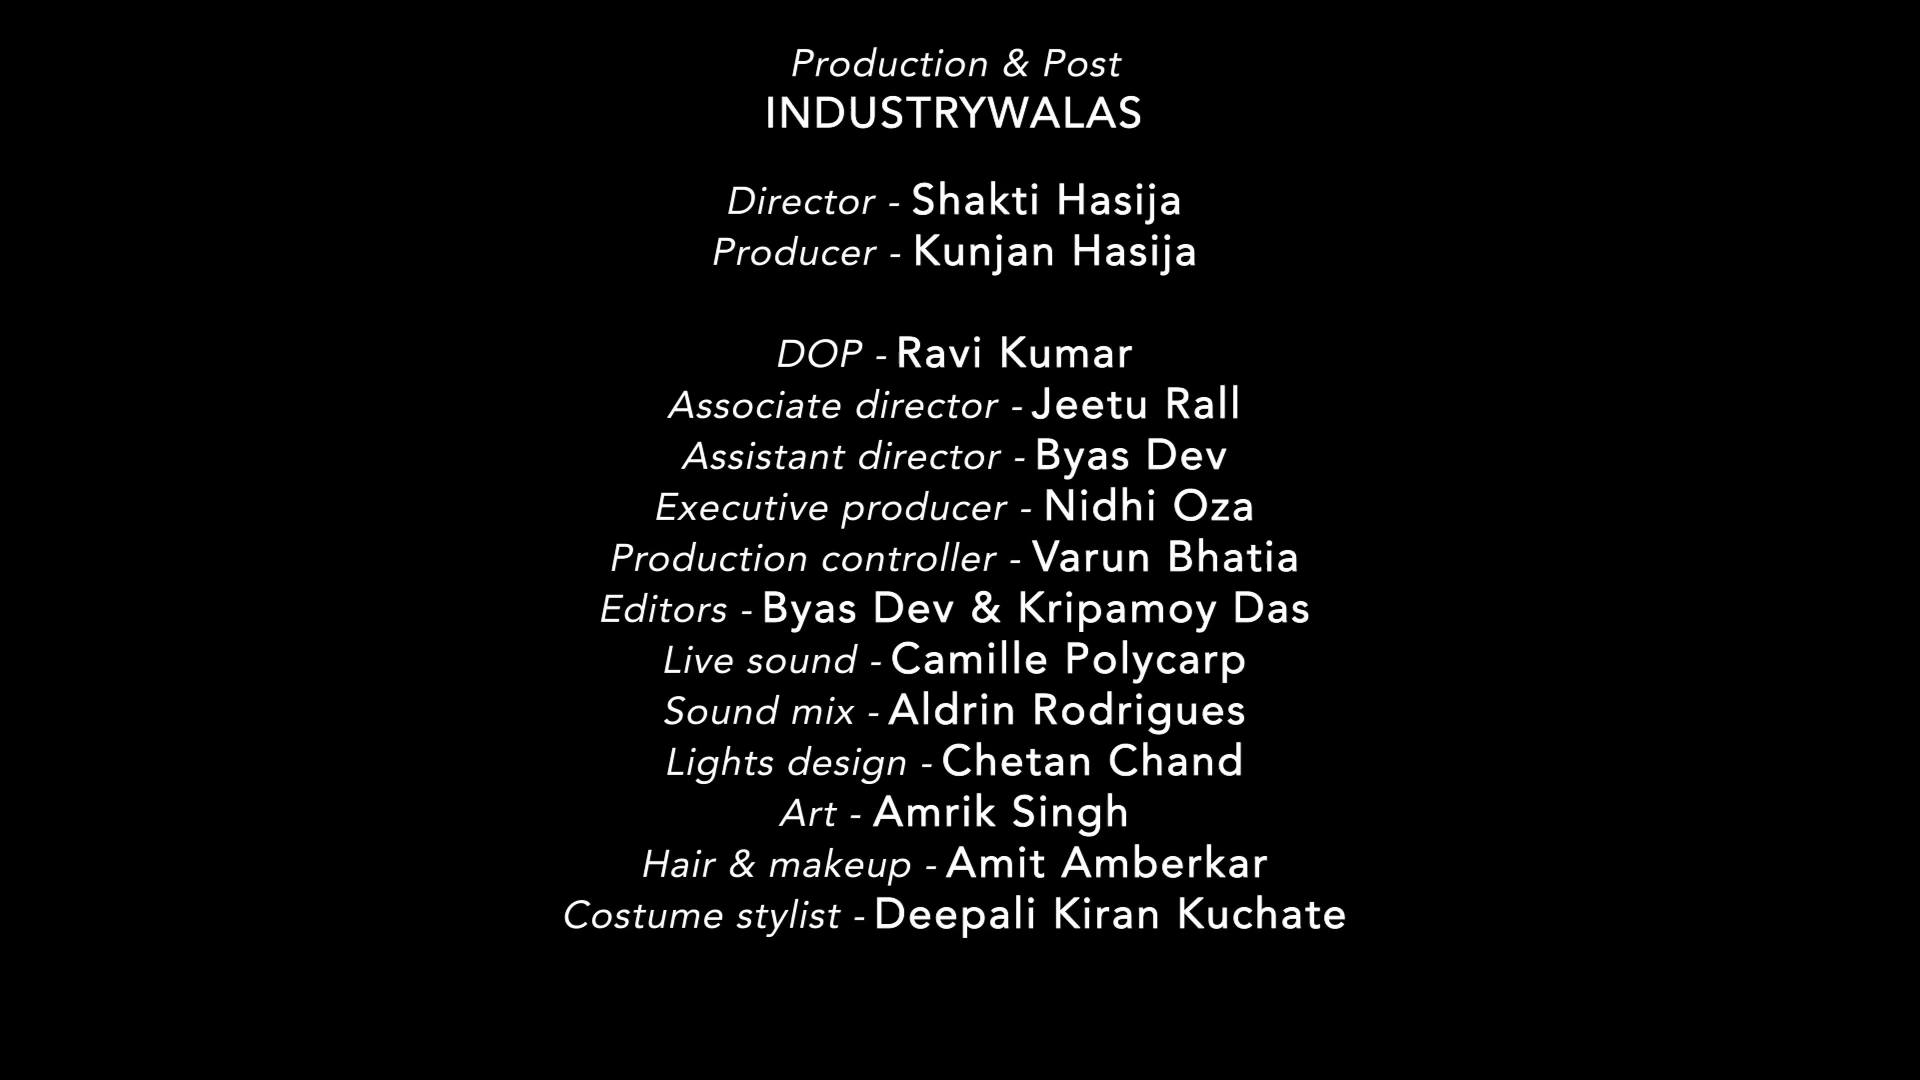 Production & Post
INDUSTRYWALAS
Director - Shakti Hasija
Producer - Kunjan Hasija
DOP - Ravi Kumar
Associate director - Jeetu Rall
Assistant director - Byas Dev
Executive producer - Nidhi Oza
Production controller - Varun Bhatia
Editors - Byas Dev & Kripamoy Das
Live sound - Camille Polycarp
Sound mix - Aldrin Rodrigues
Lights design - Chetan Chand
Art - Amrik Singh
Hair & makeup - Amit Amberkar
Costume stylist - Deepali Kiran Kuchate